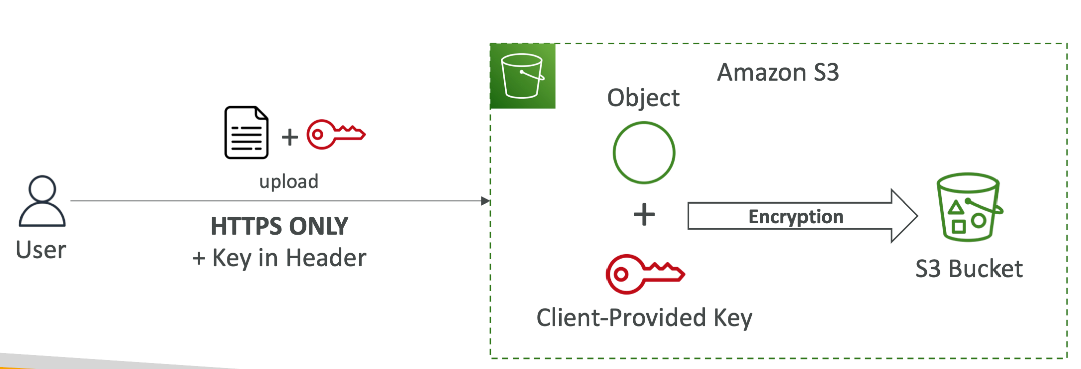 Amazon S3
Object
+
upload
HTTPS ONLY
+ Key in Header
User
+
Encryption
S3 Bucket
Client-Provided Key